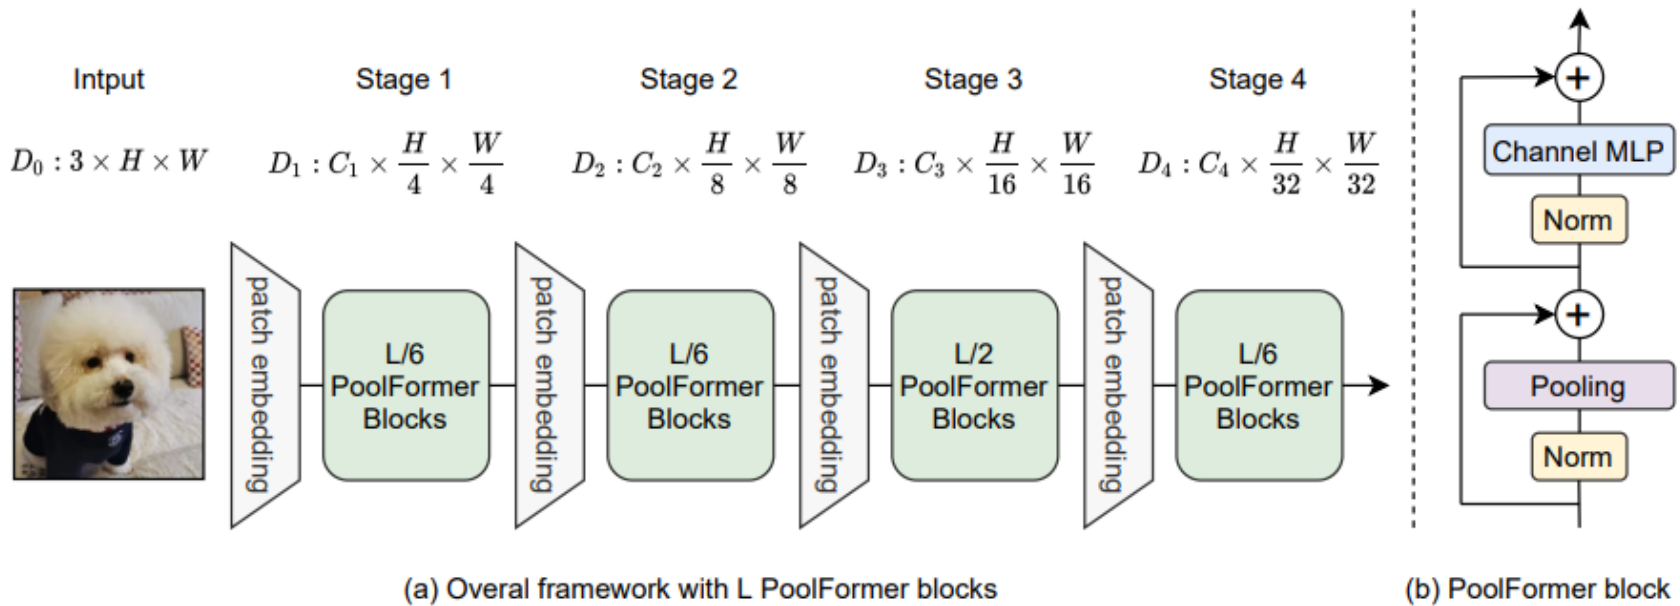 Intput
Stage 1
Stage 2
Stage 3
Stage 4
D₀ : 3 × H × W
D₁ : C₁ × H/4 × W/4
D₂ : C₂ × H/8 × W/8
D₃ : C₃ × H/16 × W/16
D₄ : C₄ × H/32 × W/32
patch embedding
L/6
PoolFormer
Blocks
patch embedding
L/6
PoolFormer
Blocks
patch embedding
L/2
PoolFormer
Blocks
patch embedding
L/6
PoolFormer
Blocks
(a) Overal framework with L PoolFormer blocks
+
Channel MLP
Norm
+
Pooling
Norm
(b) PoolFormer block